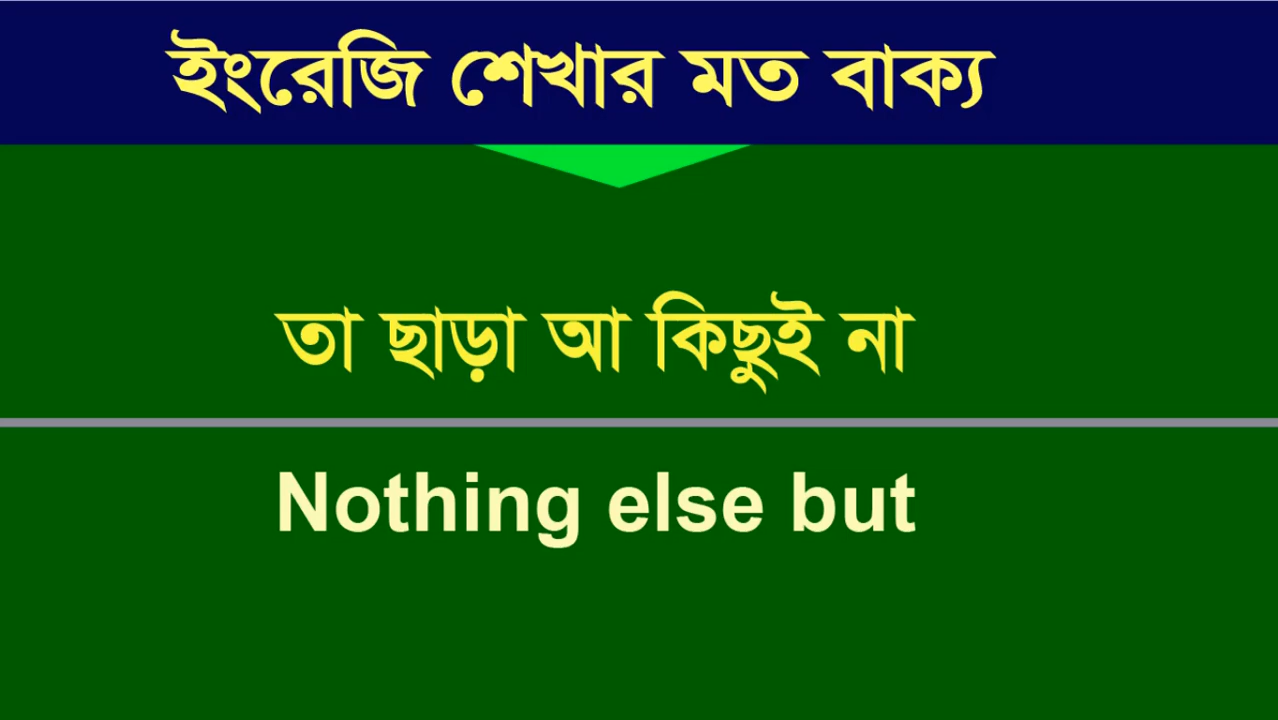 ইংরেজি শেখার মত বাক্য
তা ছাড়া আ কিছুই না
Nothing else but